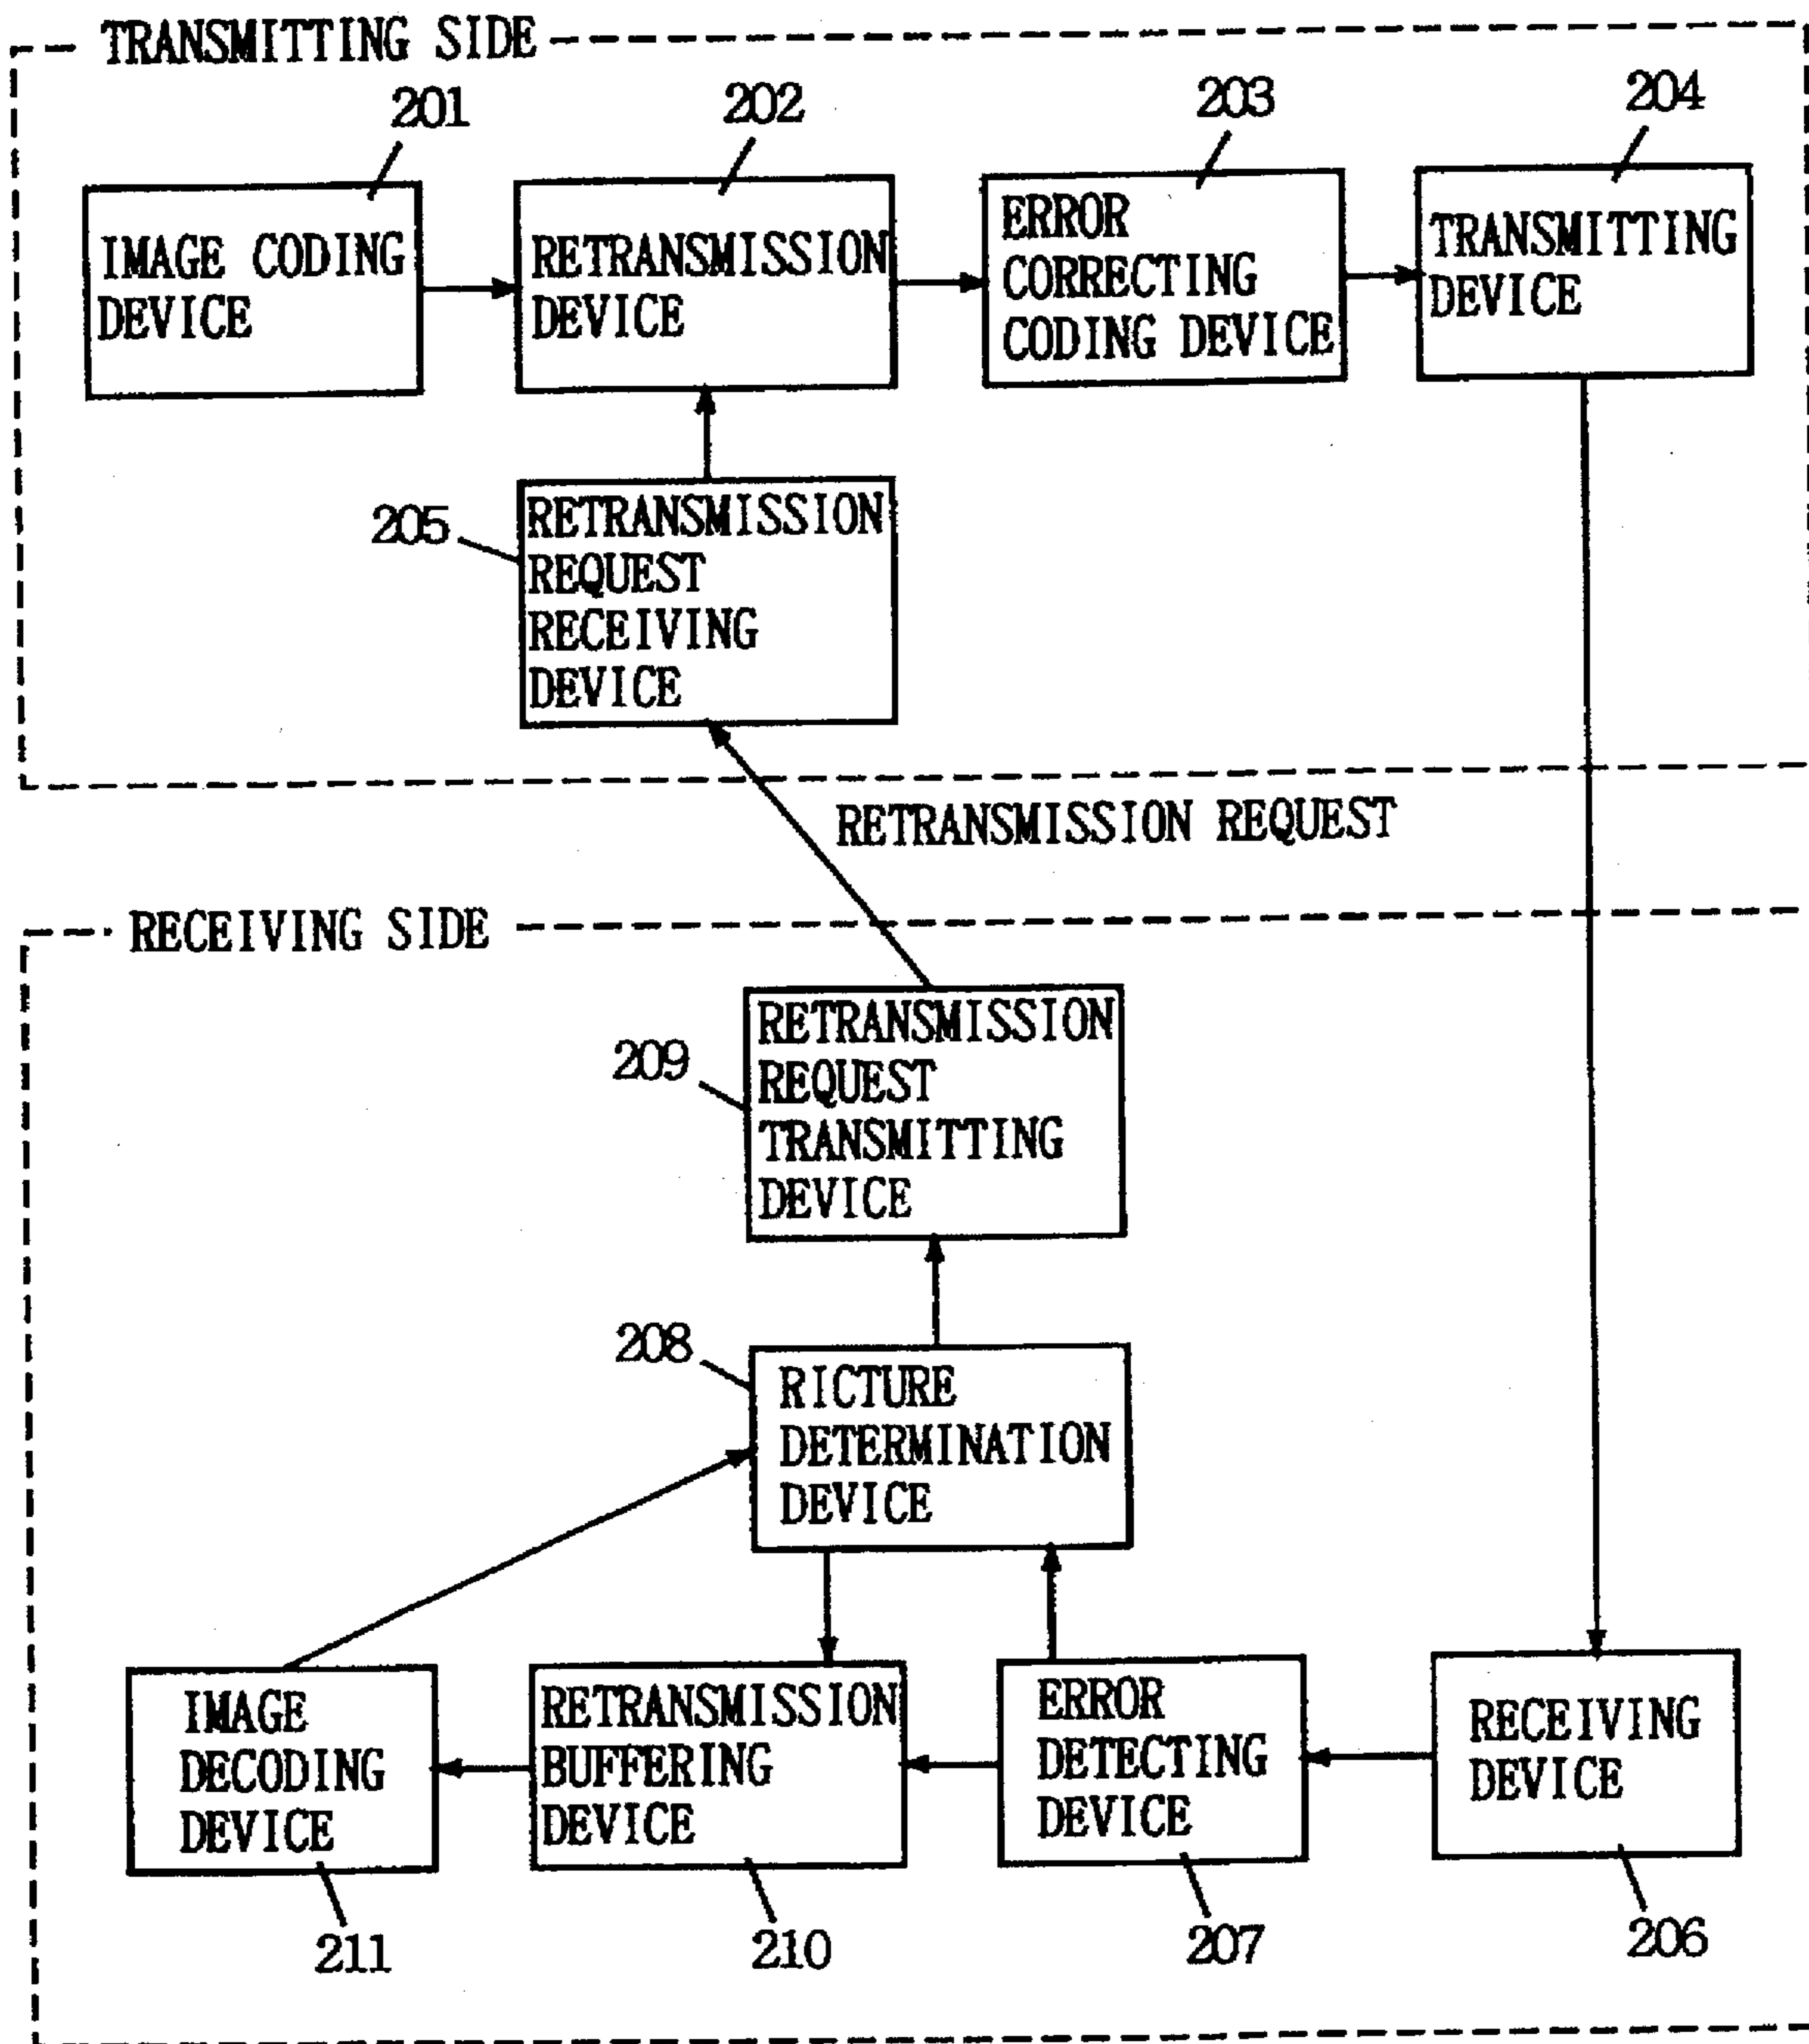 TRANSMITTING SIDE
201
202
203
204
IMAGE CODING
DEVICE
RETRANSMISSION
DEVICE
ERROR
CORRECTING
CODING DEVICE
TRANSMITTING
DEVICE
205
RETRANSMISSION
REQUEST
RECEIVING
DEVICE
RETRANSMISSION REQUEST
RECEIVING SIDE
209
RETRANSMISSION
REQUEST
TRANSMITTING
DEVICE
208
RICTURE
DETERMINATION
DEVICE
IMAGE
DECODING
DEVICE
RETRANSMISSION
BUFFERING
DEVICE
ERROR
DETECTING
DEVICE
RECEIVING
DEVICE
211
210
207
206